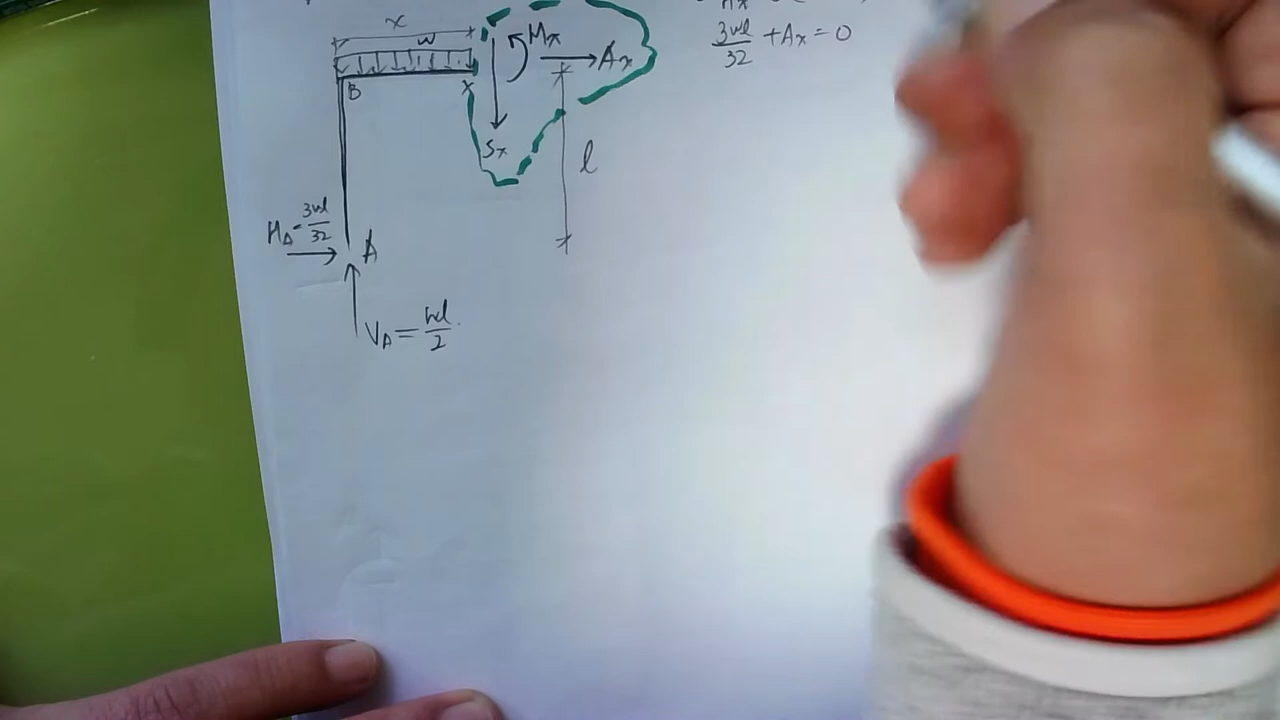 x
w
Mx
Ax
B
x
Sx
l
HA=3wl/32
A
VA=wl/2
3wl/32 +Ax=0